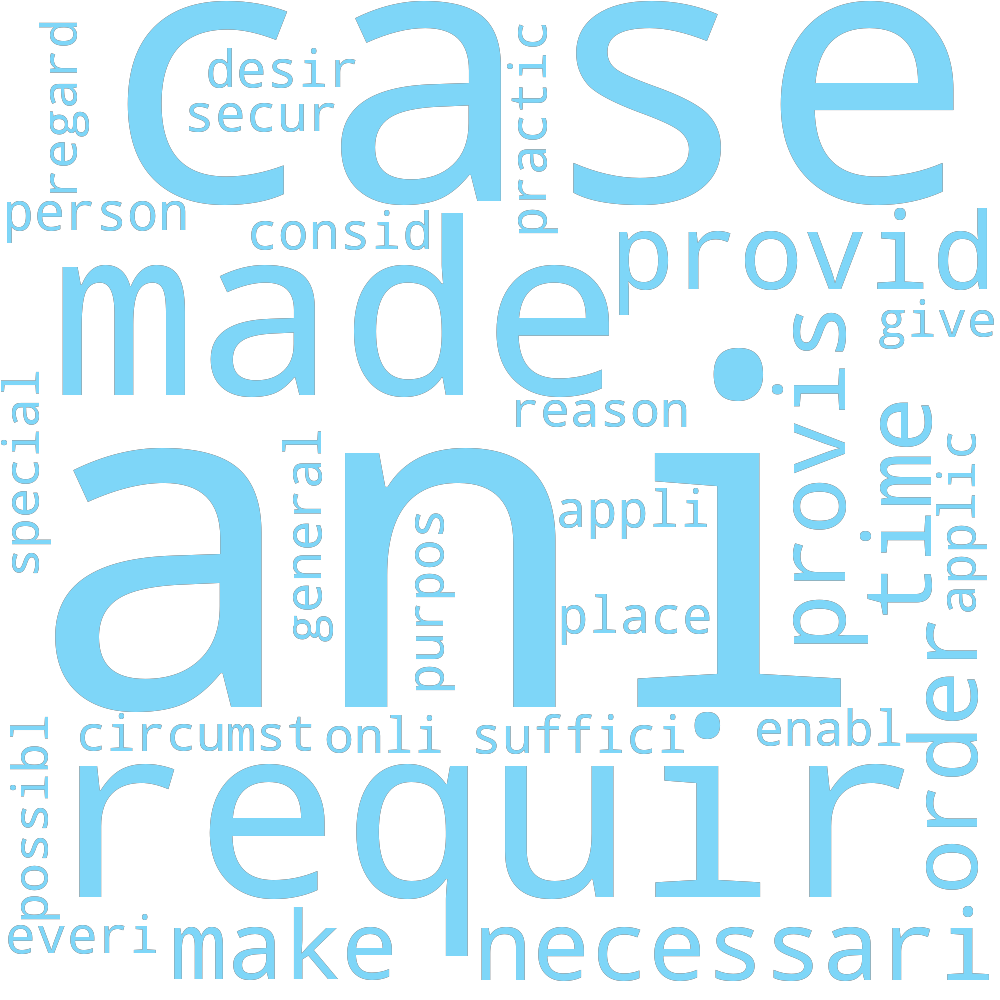 case
regard
desir
secur
practic
person
consid
provid
made
give
provis
reason
special
time
general
applic
ani
appli
purpos
place
order
circumst
onli
suffici
enabl
possibl
requir
everi
make
necessari